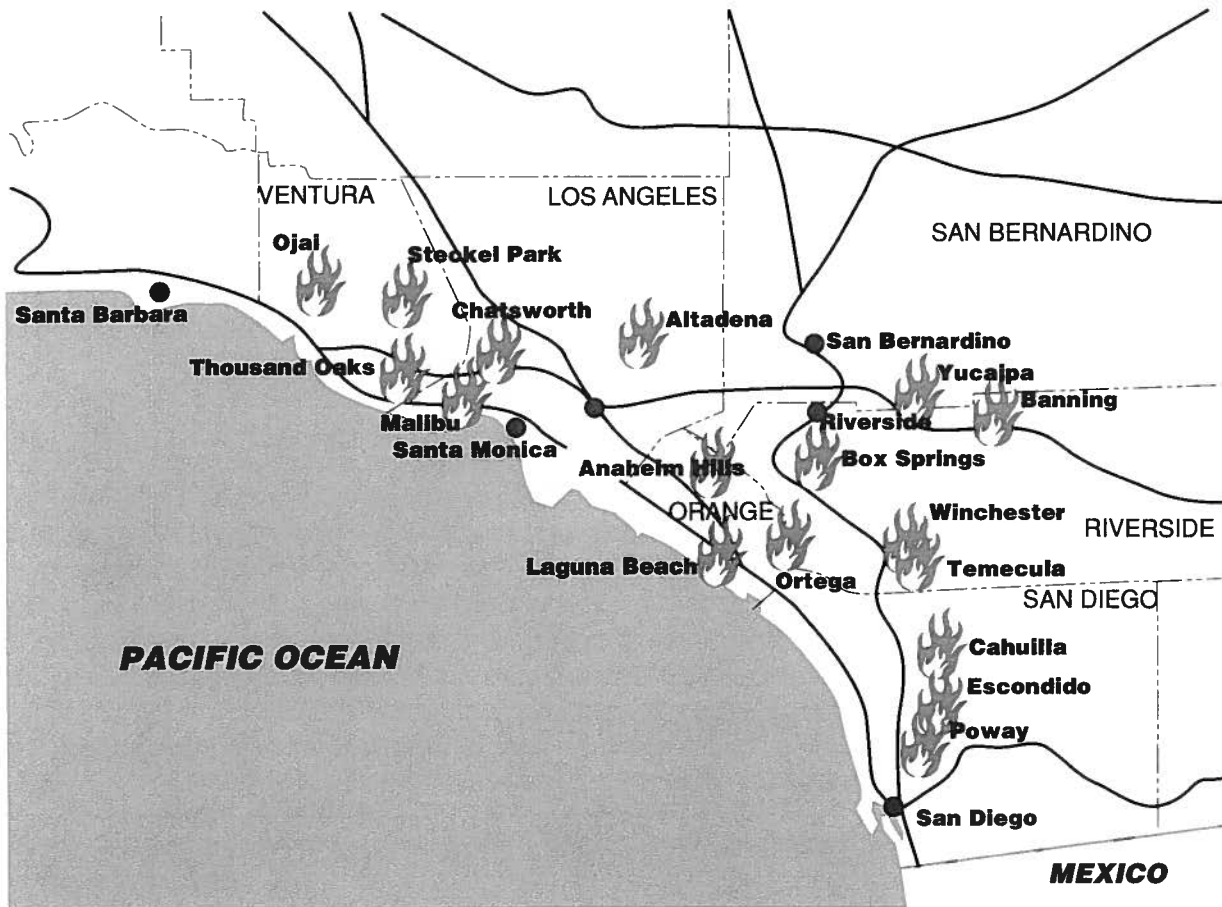 VENTURA
LOS ANGELES
SAN BERNARDINO
Ojai
Steckel Park
Santa Barbara
Chatsworth
Altadena
San Bernardino
Thousand Oaks
Yucaipa
Banning
Malibu
Riverside
Santa Monica
Anaheim Hills
Box Springs
ORANGE
Winchester
RIVERSIDE
Laguna Beach
Ortega
Temecula
SAN DIEGO
PACIFIC OCEAN
Cahuilla
Escondido
Poway
San Diego
MEXICO